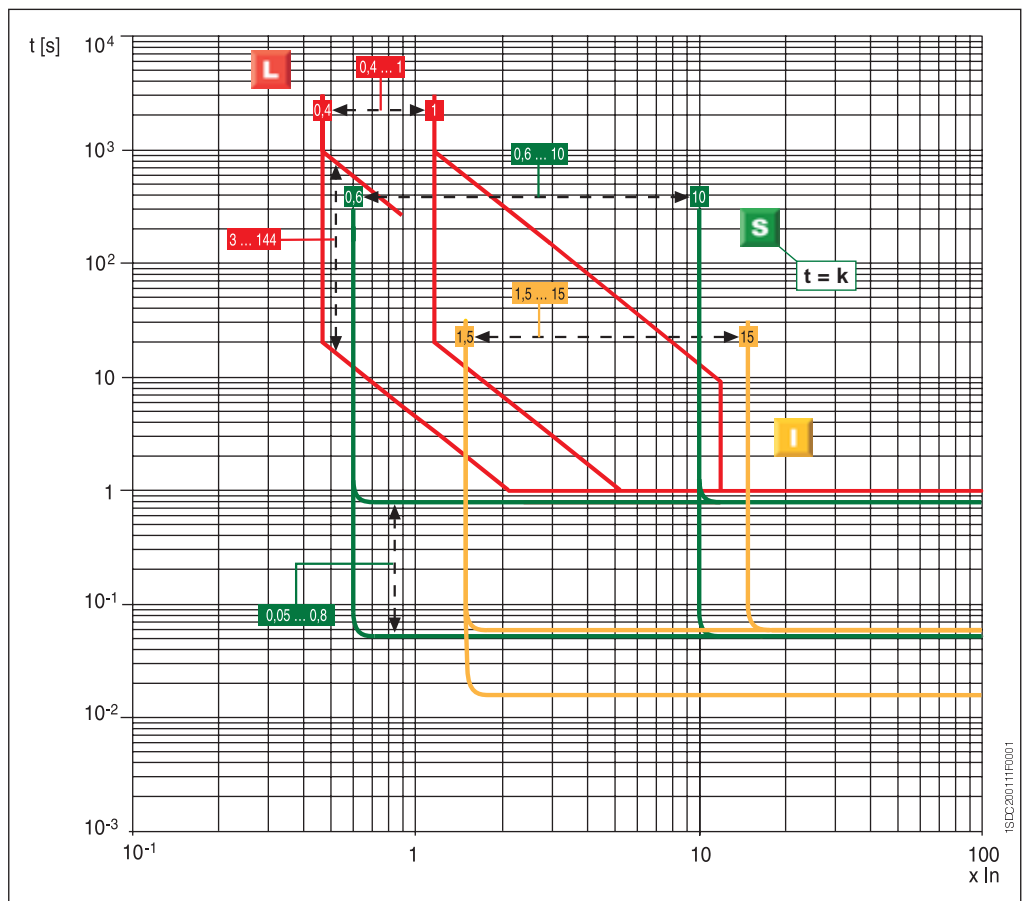 t [s]
10⁴
L
0,4 ... 1
0,4
1
10³
0,6 ... 10
0,6
10
S
3 ... 144
t = k
10²
1,5 ... 15
1,5
15
10
I
1
10⁻¹
0,05 ... 0,8
10⁻²
10⁻³
10⁻¹
1
10
100
x In
1SDC200111F0001